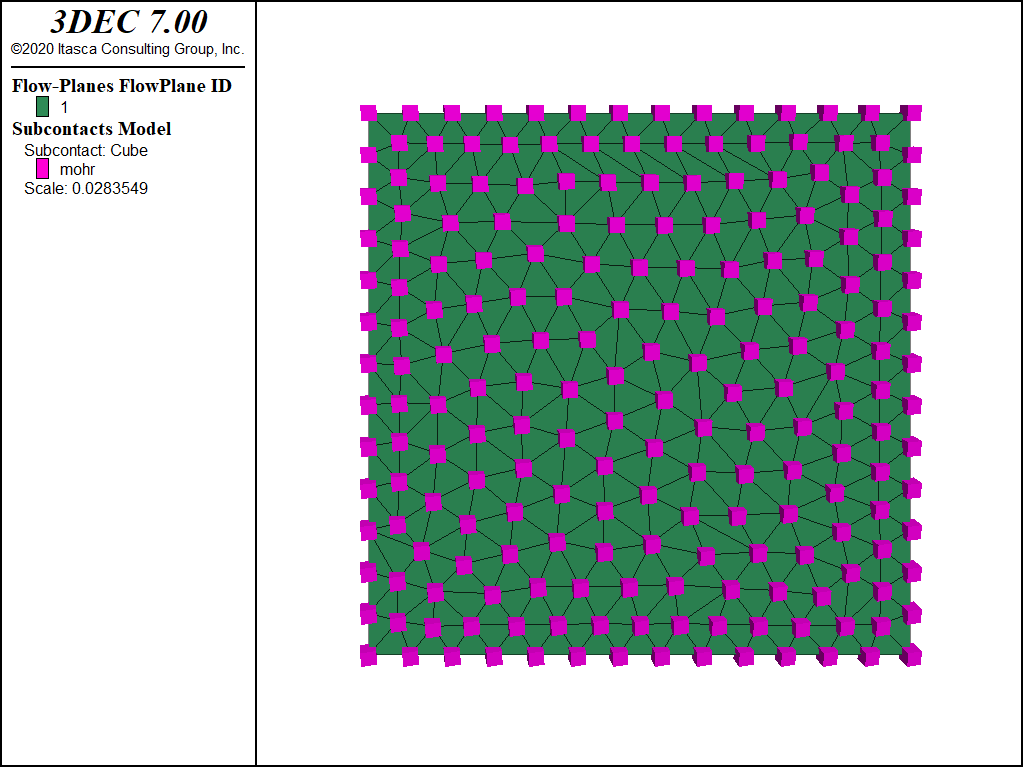 3DEC 7.00
©2020 Itasca Consulting Group, Inc.
Flow-Planes FlowPlane ID
1
Subcontacts Model
Subcontact: Cube
mohr
Scale: 0.0283549